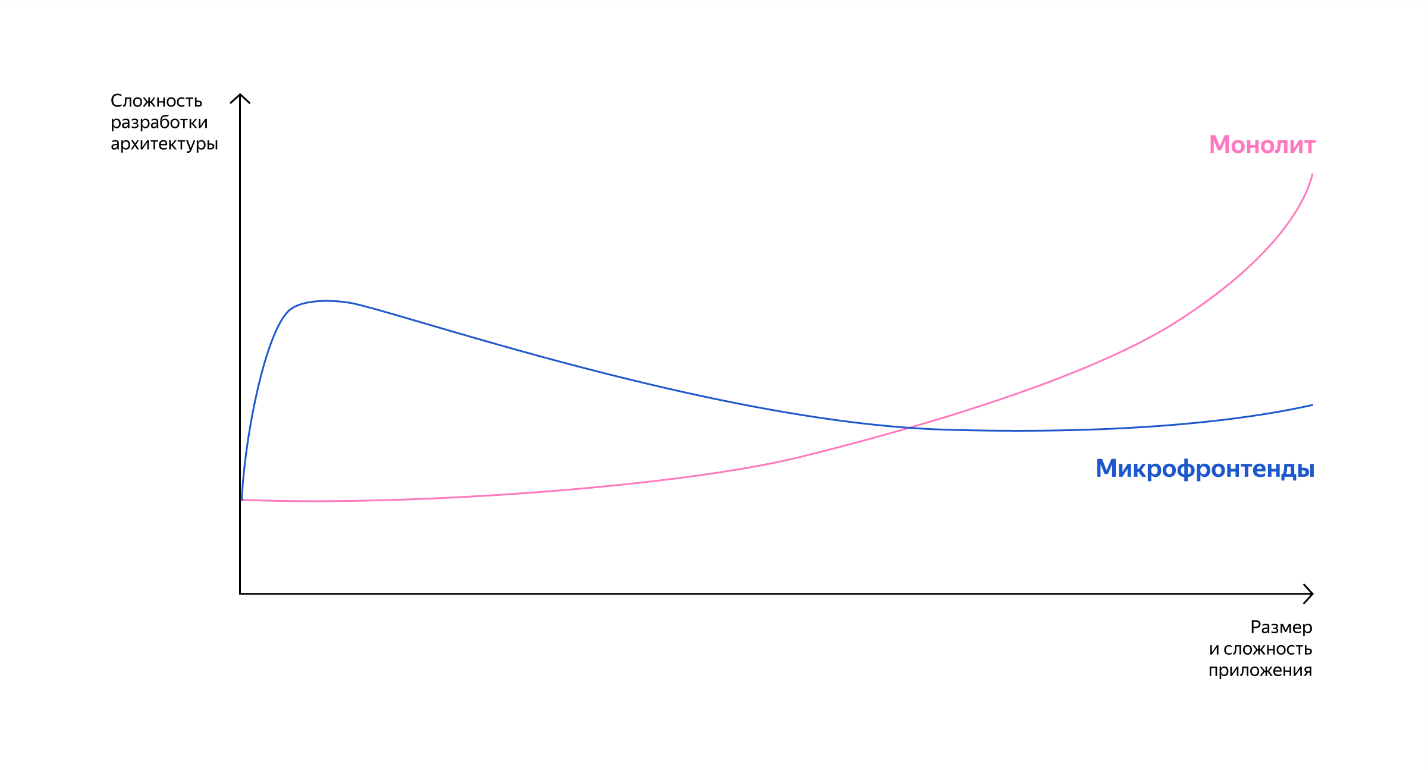 Сложность
разработки
архитектуры
Монолит
Микрофронтенды
Размер
и сложность
приложения